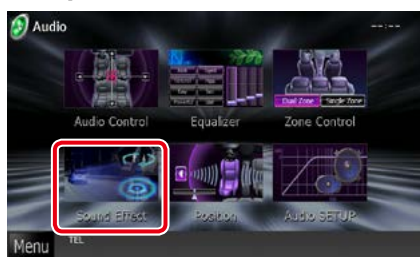 Audio
--:--
Audio Control
Equalizer
Zone Control
Dual Zone Single Zone
Sound Effect
Position
Audio SETUP
Menu
TEL